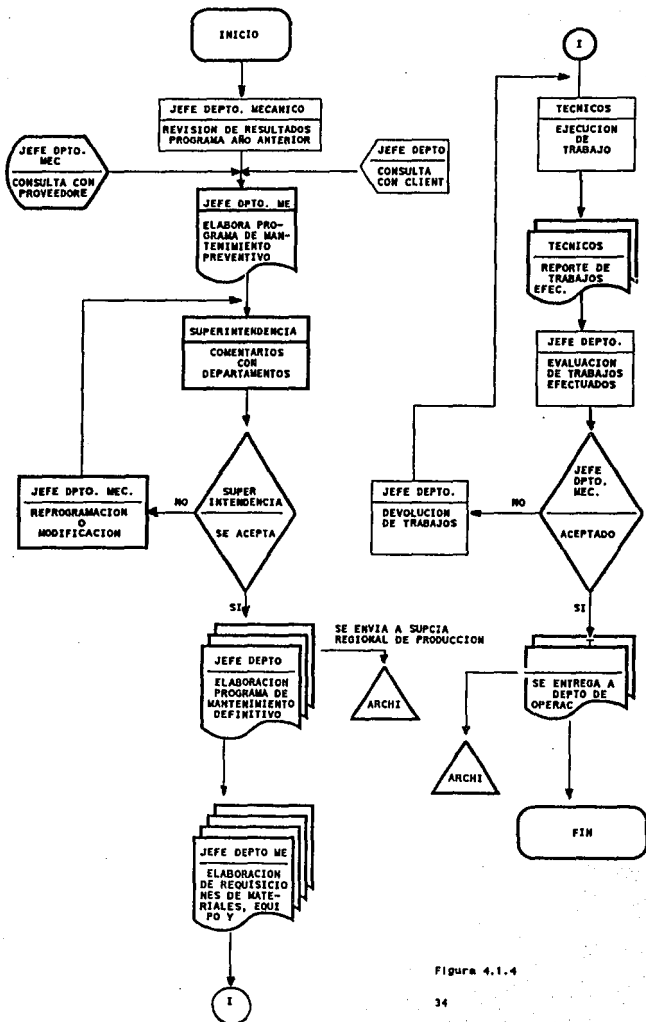 INICIO
JEFE DEPTO. MECANICO
REVISION DE RESULTADOS
PROGRAMA AÑO ANTERIOR
JEFE DPTO.
MEC
CONSULTA CON
PROVEEDORE
JEFE DEPTO
CONSULTA
CON CLIENT
JEFE DPTO. ME
ELABORA PRO-
GRAMA DE MAN-
TENIMIENTO
PREVENTIVO
SUPERINTENDENCIA
COMENTARIOS
CON
DEPARTAMENTOS
JEFE DPTO. MEC.
REPROGRAMACION
O
MODIFICACION
NO
SUPER
INTENDENCIA
SE ACEPTA
SI
JEFE DEPTO
ELABORACION
PROGRAMA DE
MANTENIMIENTO
DEFINITIVO
SE ENVIA A SUPCIA
REGIONAL DE PRODUCCION
ARCHI
JEFE DEPTO ME
ELABORACION
DE REQUISICIO
NES DE MATE-
RIALES, EQUI
PO Y
I
I
TECNICOS
EJECUCION
DE
TRABAJO
TECNICOS
REPORTE DE
TRABAJOS
EFEC.
JEFE DEPTO.
EVALUACION
DE TRABAJOS
EFECTUADOS
JEFE
DPTO.
MEC.
ACEPTADO
NO
JEFE DEPTO.
DEVOLUCION
DE TRABAJOS
SI
SE ENTREGA A
DEPTO DE
OPERAC
ARCHI
FIN
Figura 4.1.4
34